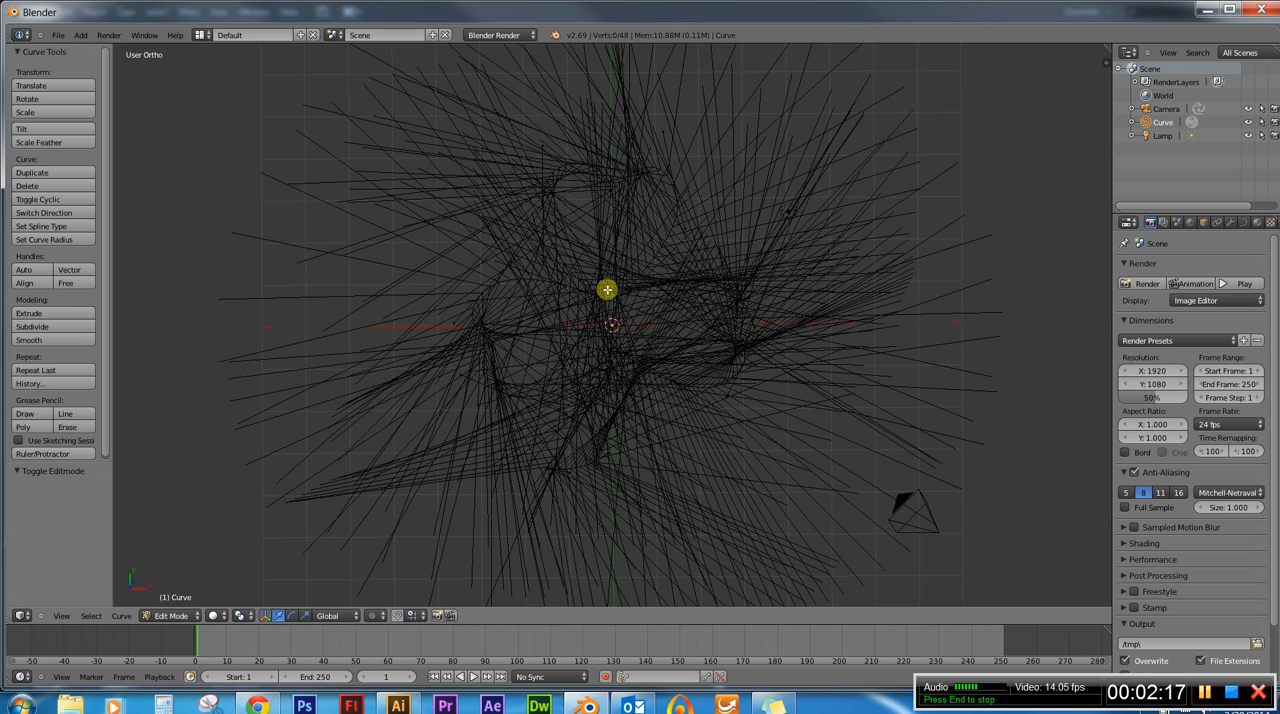 Blender
File Add Render Window Help
Default
Scene
Blender Render
v2.69 | Verts:0/48 | Mem:10.88M (0.11M) | Curve
Curve Tools
Transform:
Translate
Rotate
Scale
Tilt
Scale Feather
Curve:
Duplicate
Delete
Toggle Cyclic
Switch Direction
Set Spline Type
Set Curve Radius
Handles:
Auto Vector
Align Free
Modeling:
Extrude
Subdivide
Smooth
Repeat:
Repeat Last
History...
Grease Pencil:
Draw Line
Poly Erase
Use Sketching Sessi
Ruler/Protractor
Toggle Editmode
User Ortho
(1) Curve
View Search All Scenes
Scene
RenderLayers
World
Camera
Curve
Lamp
Scene
Render
Render Animation Play
Display: Image Editor
Dimensions
Render Presets
Resolution: Frame Range:
X: 1920 Start Frame: 1
Y: 1080 End Frame: 250
50% Frame Step: 1
Aspect Ratio: Frame Rate:
X: 1.000 24 fps
Y: 1.000 Time Remapping:
Bord Crop : 100 : 100
Anti-Aliasing
5 8 11 16 Mitchell-Netraval
Full Sample Size: 1.000
Sampled Motion Blur
Shading
Performance
Post Processing
Freestyle
Stamp
Output
/tmp\
Overwrite File Extensions
View Select Curve Edit Mode Global
-50 -40 -30 -20 -10 0 10 20 30 40 50 60 70 80 90 100 110 120 130 140 150 160 170 180 190 200 210 220 230 240 250 260 270 280
View Marker Frame Playback Start: 1 End: 250 1 No Sync
Ps Fl Ai Pr Ae Dw
Audio Video: 14.05 fps
Press End to stop
00:02:17